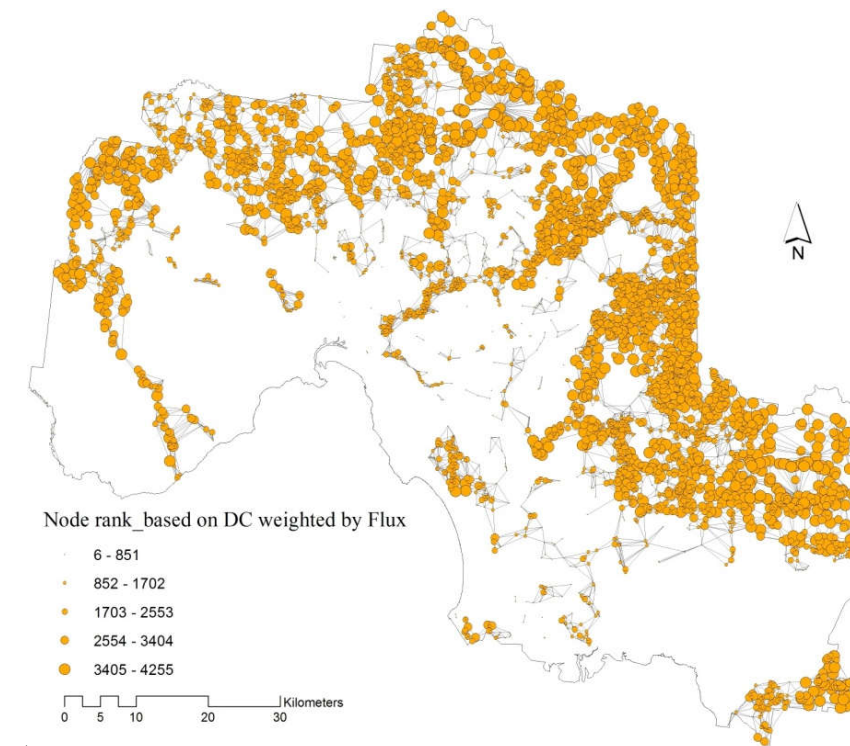 N
Node rank_based on DC weighted by Flux
6 - 851
852 - 1702
1703 - 2553
2554 - 3404
3405 - 4255
Kilometers
0 5 10 20 30